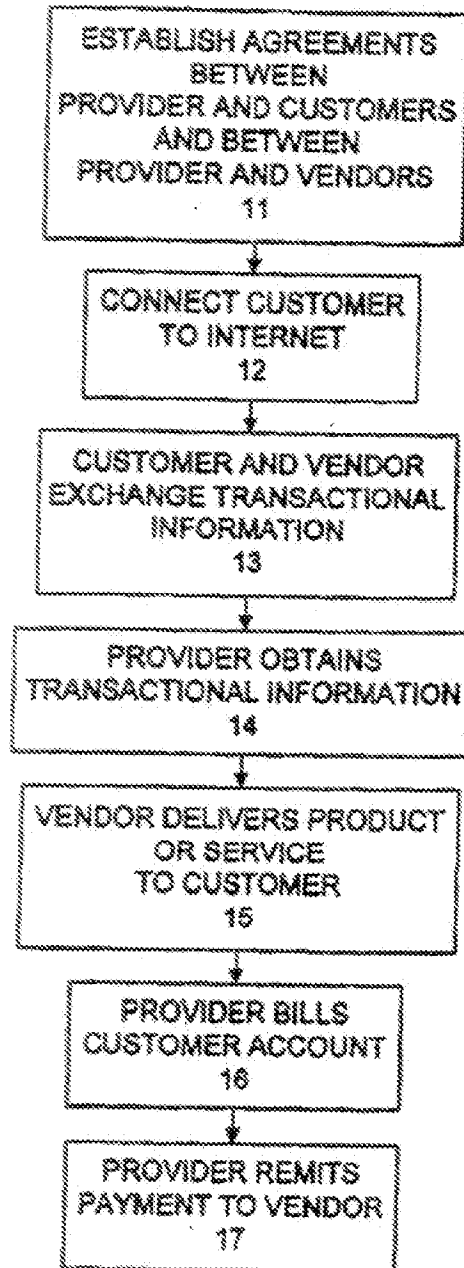 ESTABLISH AGREEMENTS
BETWEEN
PROVIDER AND CUSTOMERS
AND BETWEEN
PROVIDER AND VENDORS
11
CONNECT CUSTOMER
TO INTERNET
12
CUSTOMER AND VENDOR
EXCHANGE TRANSACTIONAL
INFORMATION
13
PROVIDER OBTAINS
TRANSACTIONAL INFORMATION
14
VENDOR DELIVERS PRODUCT
OR SERVICE
TO CUSTOMER
15
PROVIDER BILLS
CUSTOMER ACCOUNT
16
PROVIDER REMITS
PAYMENT TO VENDOR
17